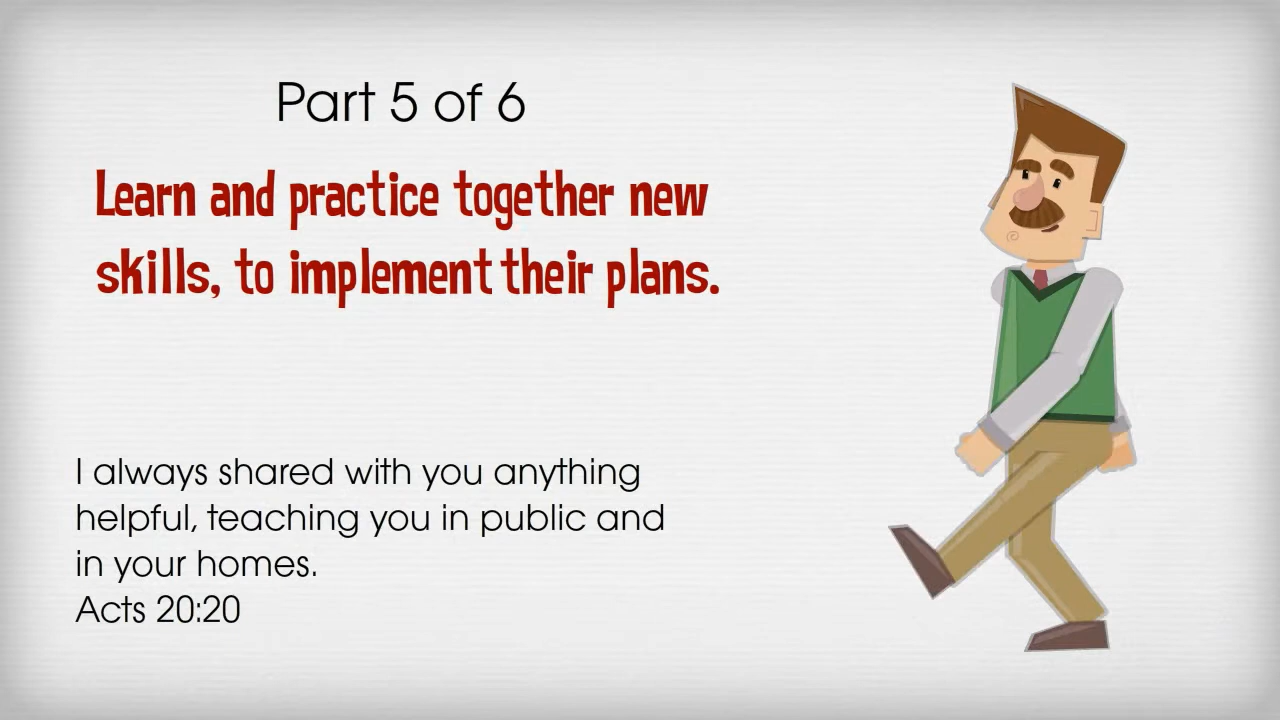 Part 5 of 6
Learn and practice together new
skills, to implement their plans.
I always shared with you anything
helpful, teaching you in public and
in your homes.
Acts 20:20